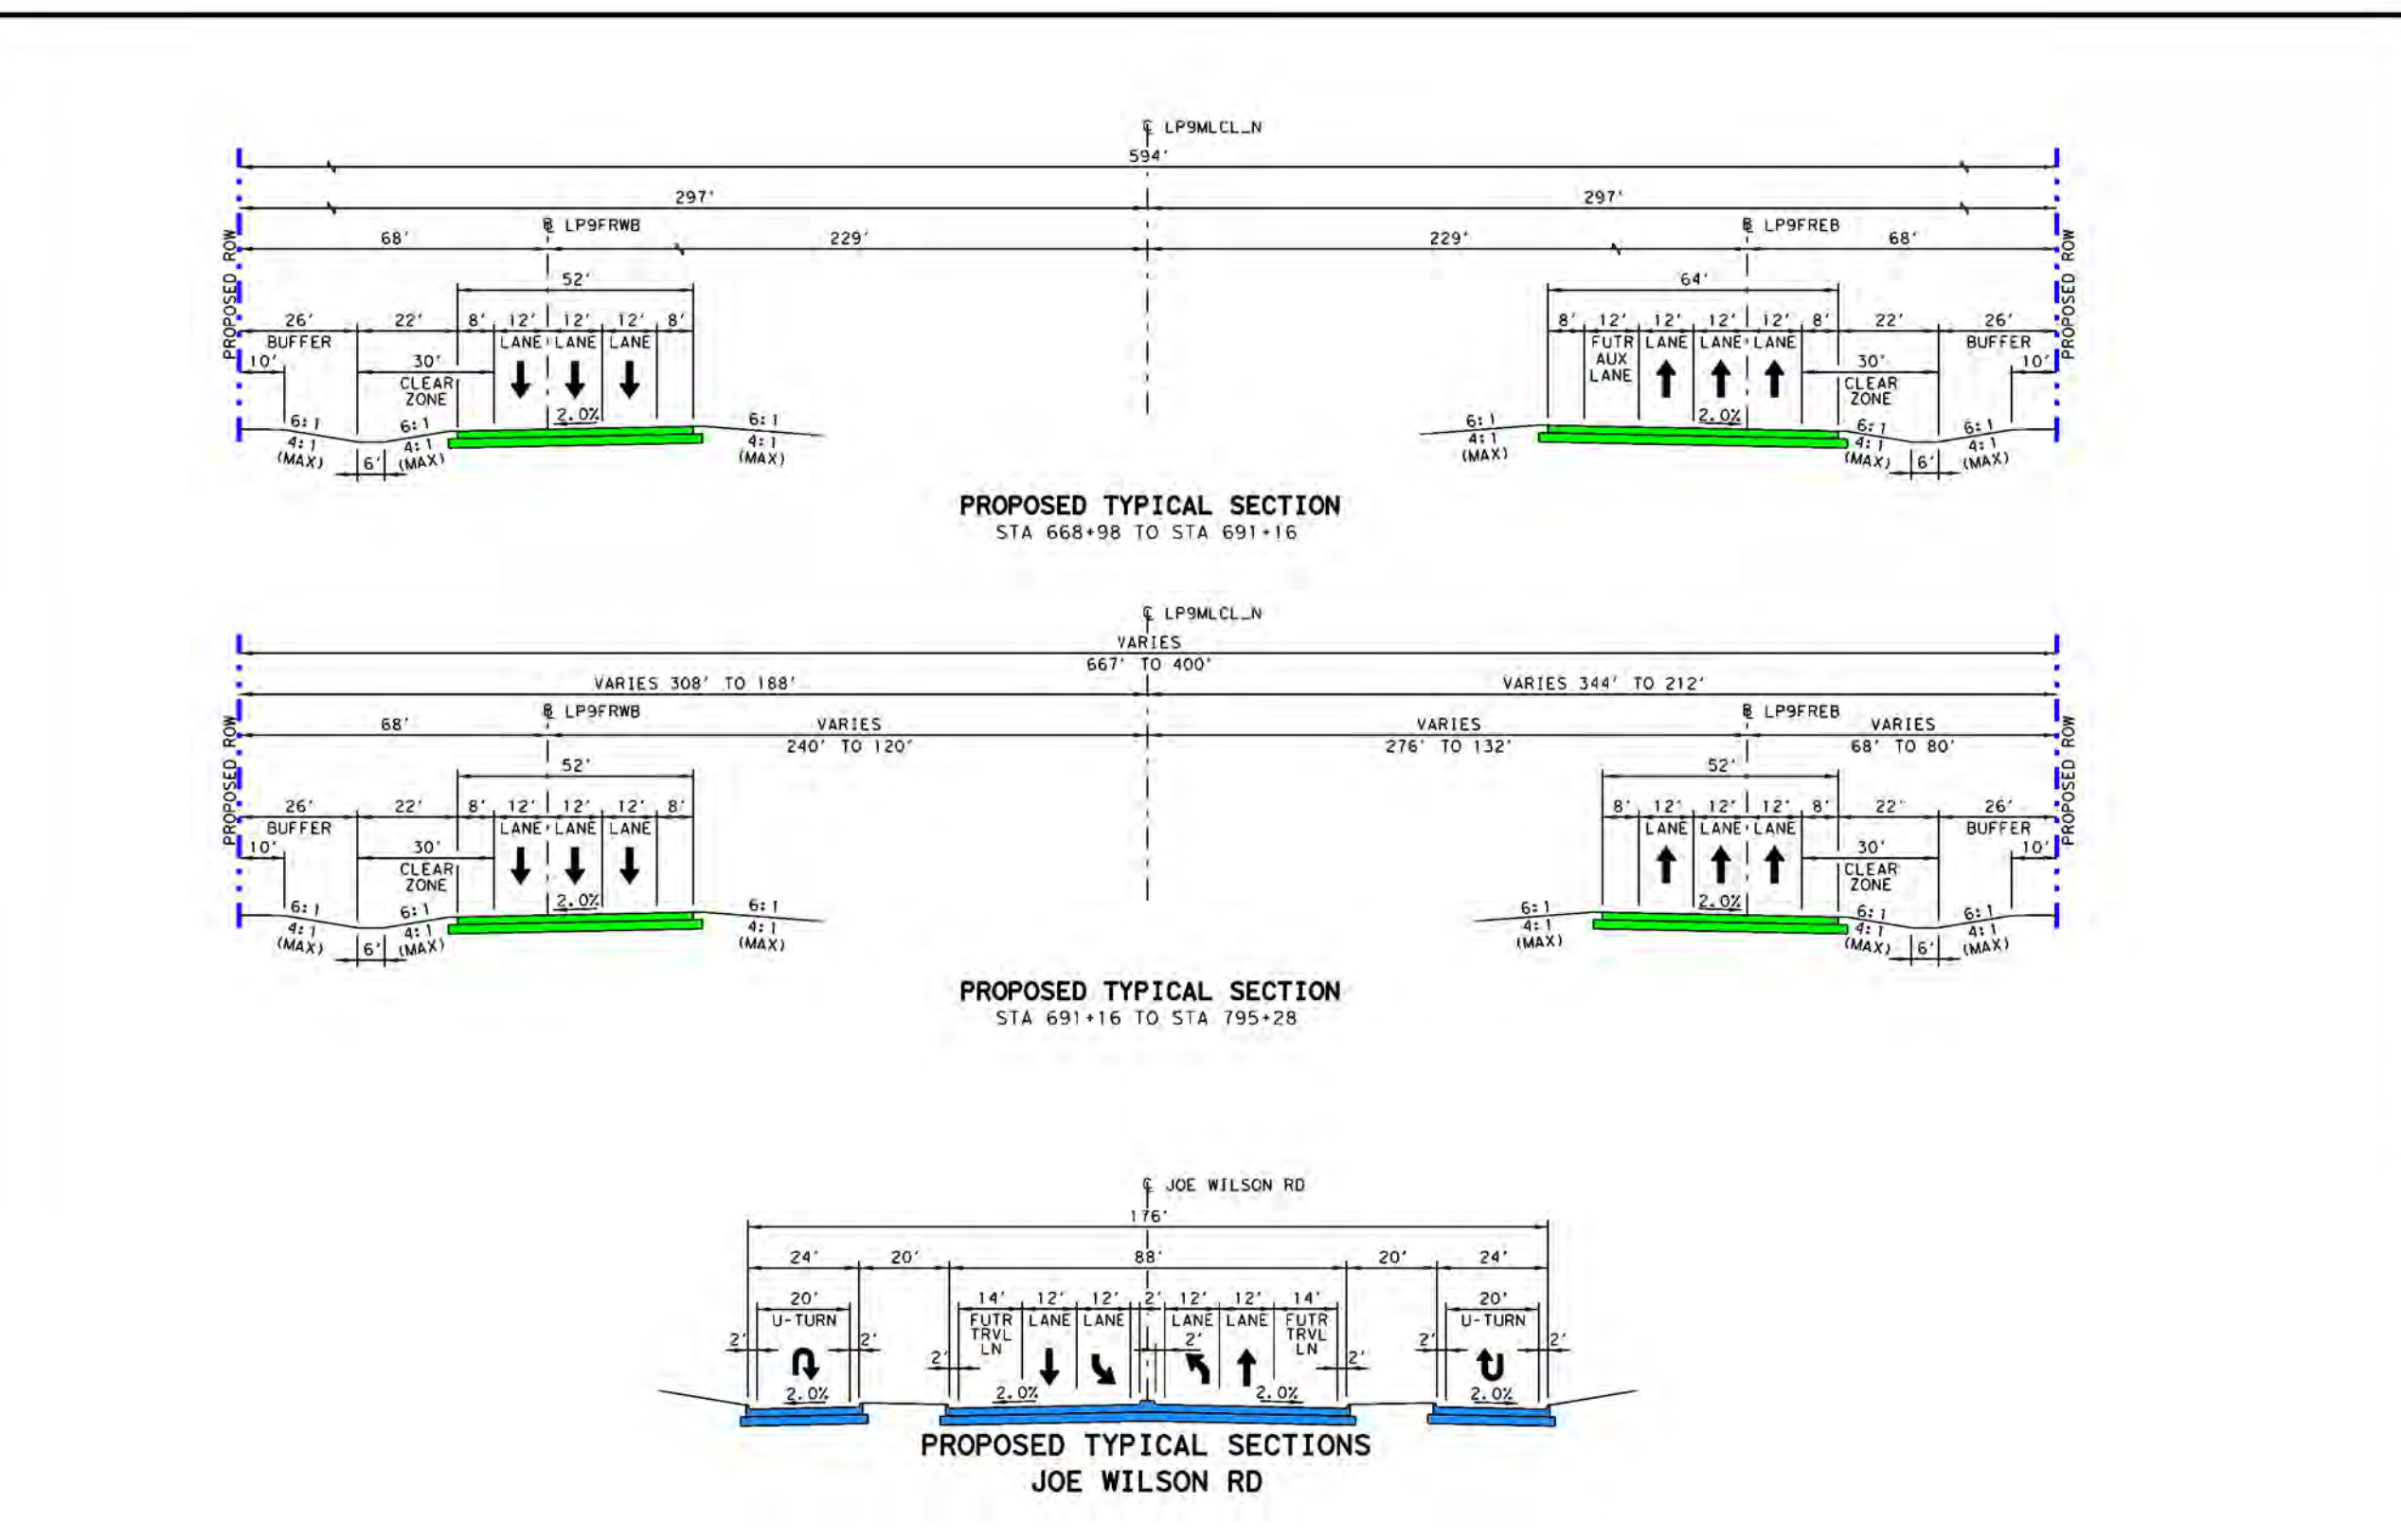 ℄ LP9MLCL_N
594'
297' 297'
℄ LP9FRWB ℄ LP9FREB
68' 229' 229' 68'
PROPOSED ROW PROPOSED ROW
52' 64'
26' 22' 8' 12' 12' 12' 8' 8' 12' 12' 12' 12' 8' 22' 26'
BUFFER LANE LANE LANE FUTR LANE LANE LANE BUFFER
10' 30' AUX 30' 10'
CLEAR LANE CLEAR
ZONE ZONE
2.0% 2.0%
6:1 6:1 6:1 6:1 6:1 6:1
4:1 4:1 4:1 4:1 4:1 4:1
(MAX) 6' (MAX) (MAX) (MAX) (MAX) 6' (MAX)
PROPOSED TYPICAL SECTION
STA 668+98 TO STA 691+16
℄ LP9MLCL_N
VARIES
667' TO 400'
VARIES 308' TO 188' VARIES 344' TO 212'
℄ LP9FRWB ℄ LP9FREB
68' VARIES VARIES VARIES
240' TO 120' 276' TO 132' 68' TO 80'
PROPOSED ROW PROPOSED ROW
52' 52'
26' 22' 8' 12' 12' 12' 8' 8' 12' 12' 12' 8' 22' 26'
BUFFER LANE LANE LANE LANE LANE LANE BUFFER
10' 30' 30' 10'
CLEAR CLEAR
ZONE ZONE
2.0% 2.0%
6:1 6:1 6:1 6:1 6:1 6:1
4:1 4:1 4:1 4:1 4:1 4:1
(MAX) 6' (MAX) (MAX) (MAX) (MAX) 6' (MAX)
PROPOSED TYPICAL SECTION
STA 691+16 TO STA 795+28
℄ JOE WILSON RD
176'
24' 20' 88' 20' 24'
20' 14' 12' 12' 2' 12' 12' 14' 20'
U-TURN FUTR LANE LANE LANE LANE FUTR U-TURN
TRVL TRVL
LN LN
2' 2' 2' 2' 2' 2' 2'
2.0% 2.0% 2.0% 2.0%
PROPOSED TYPICAL SECTIONS
JOE WILSON RD